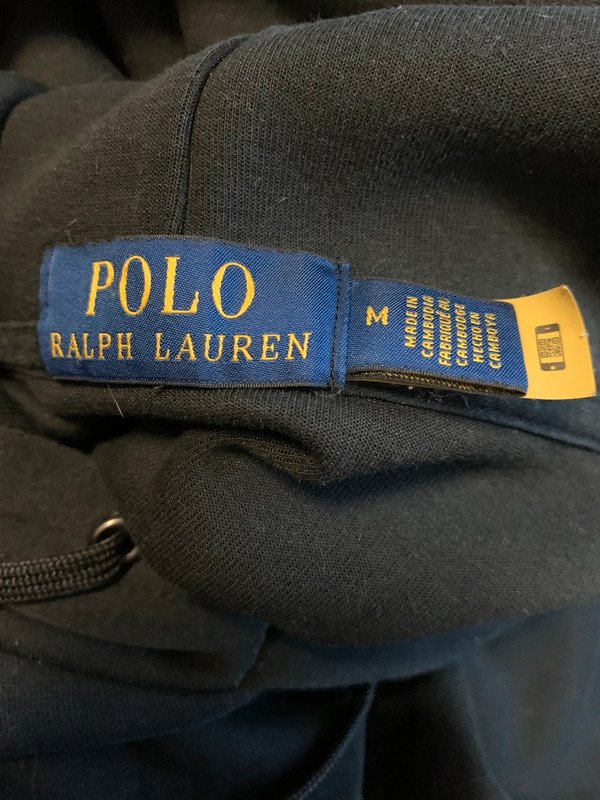 POLO
RALPH LAUREN
M
MADE IN
CAMBODIA
FABRIQUÉ AU
CAMBODGE
HECHO EN
CAMBOYA